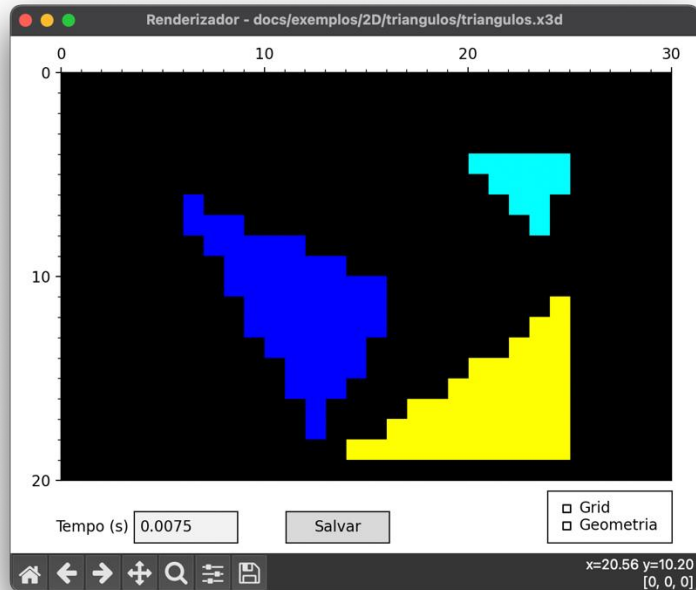 Renderizador - docs/exemplos/2D/triangulos/triangulos.x3d
0 10 20 30
0
10
20
Grid
Tempo (s) 0.0075 Salvar
Geometria
x=20.56 y=10.20
[0, 0, 0]